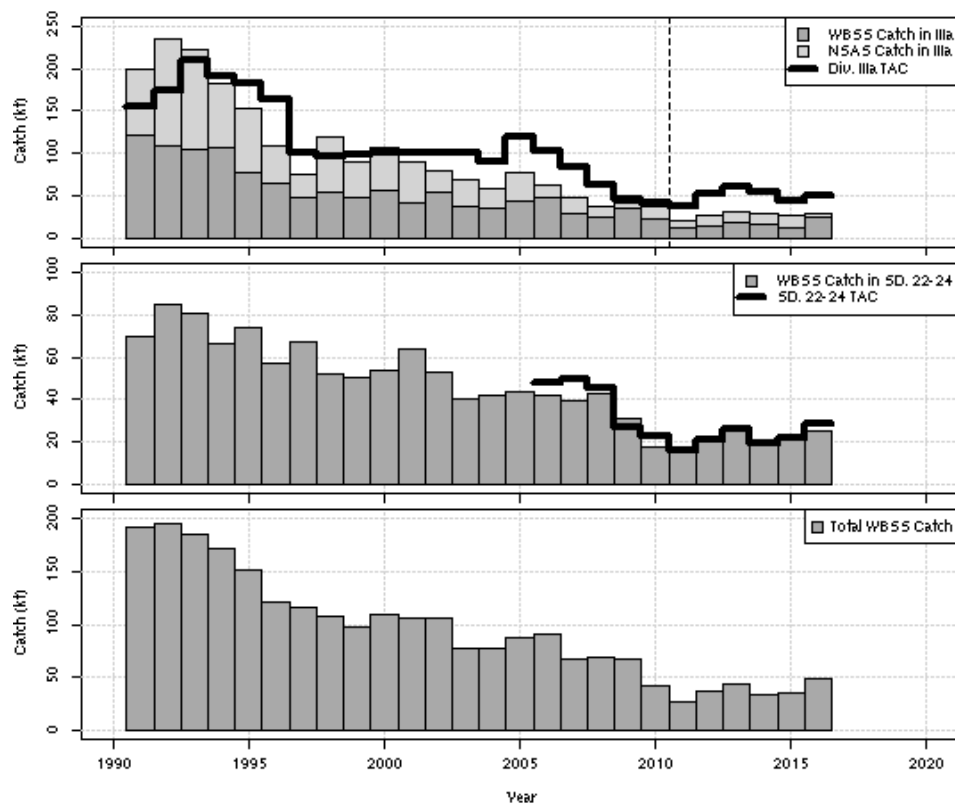 WBSS Catch in IIIa
NSAS Catch in IIIa
Div. IIIa TAC
Catch (kt)
250
200
150
100
50
0
WBSS Catch in SD. 22-24
SD. 22-24 TAC
Catch (kt)
100
80
60
40
20
0
Total WBSS Catch
Catch (kt)
200
150
100
50
0
1990 1995 2000 2005 2010 2015 2020
Year